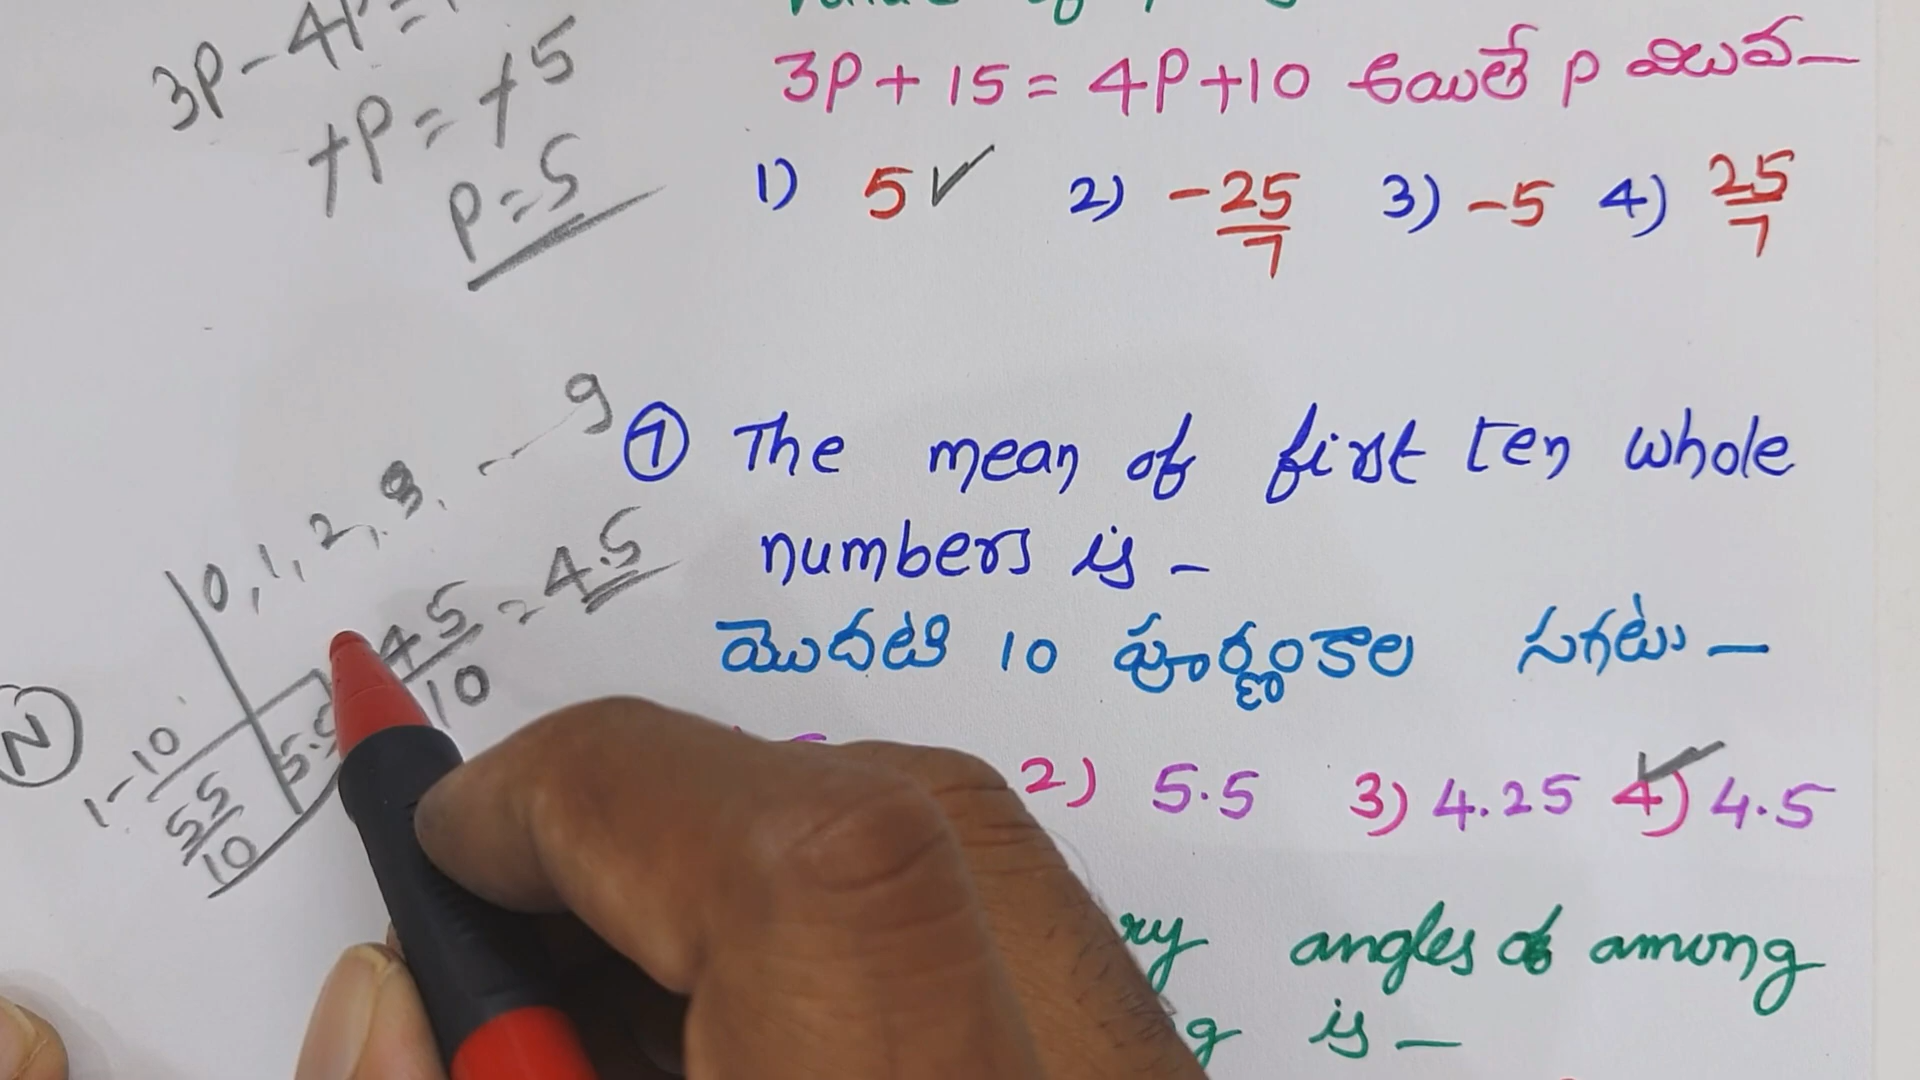 3P - 4P =
+P = +5
P = 5
3P + 15 = 4P + 10 అయితే P విలువ —
1) 5 ✓ 2) -25/7 3) -5 4) 25/7
0, 1, 2, 3, --- 9
45/10 = 4.5
N
1-10
55/10
⑦ The mean of first ten whole
numbers is -
మొదటి 10 పూర్ణంకాల సగటు —
2) 5.5 3) 4.25 4) 4.5
angles of among
is —